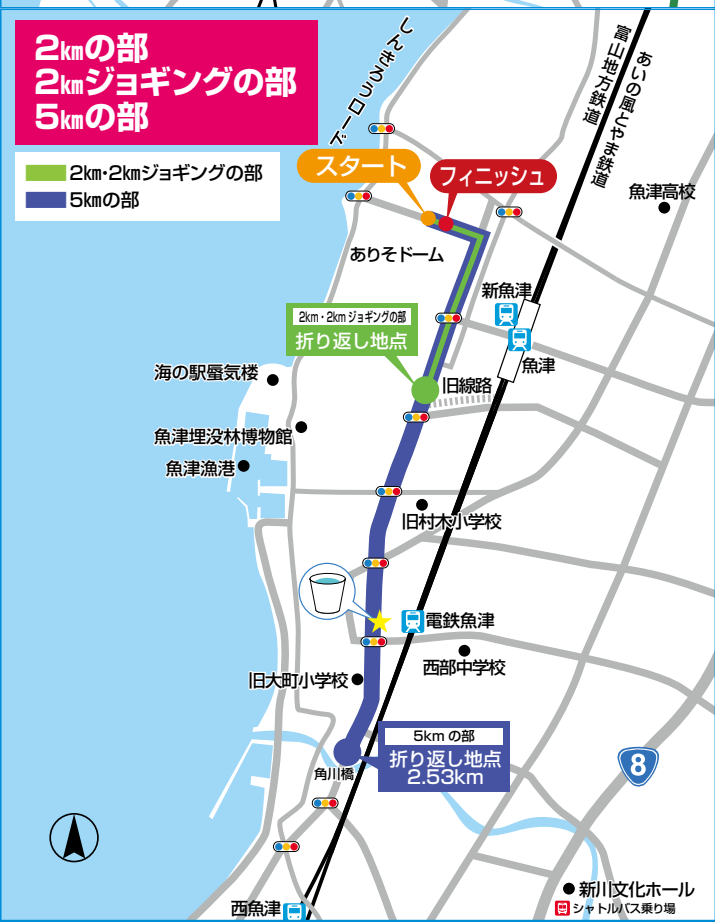 2㎞の部
2㎞ジョギングの部
5㎞の部
2㎞・2㎞ジョギングの部
5㎞の部
しんきろうロード
富山地方鉄道
あいの風とやま鉄道
スタート
フィニッシュ
魚津高校
ありそドーム
新魚津
魚津
2km・2kmジョギングの部
折り返し地点
旧線路
海の駅蜃気楼
魚津埋没林博物館
魚津漁港
旧村木小学校
電鉄魚津
西部中学校
旧大町小学校
5kmの部
折り返し地点
2.53km
角川橋
8
西魚津
新川文化ホール
シャトルバス乗り場